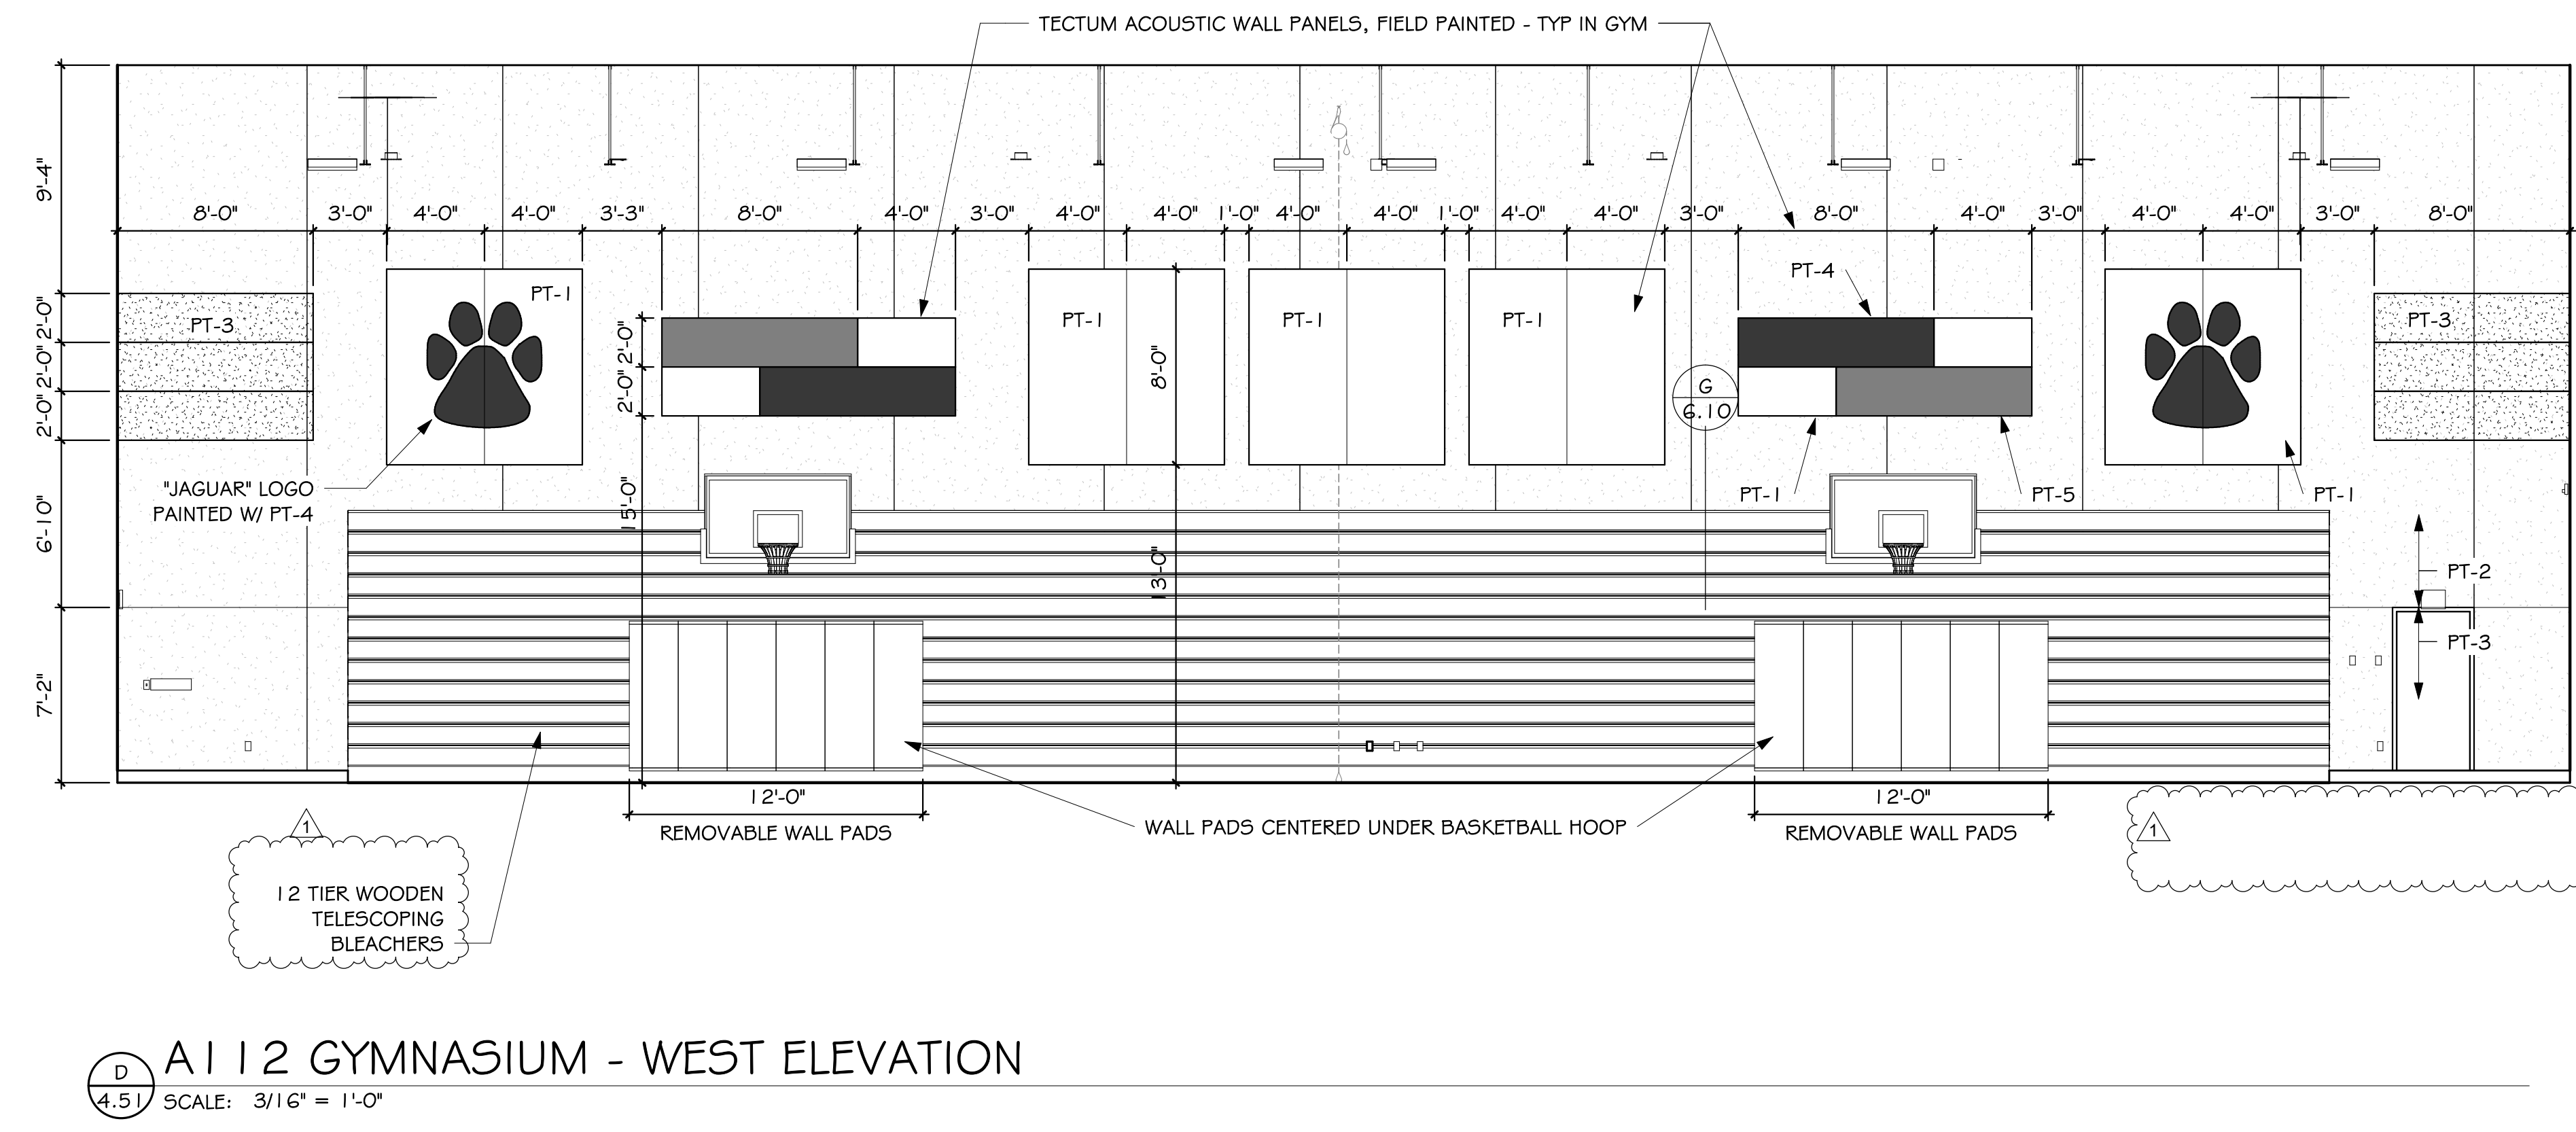 TECTUM ACOUSTIC WALL PANELS, FIELD PAINTED - TYP IN GYM
9'-4"
8'-0" 3'-0" 4'-0" 4'-0" 3'-3" 8'-0" 4'-0" 3'-0" 4'-0" 4'-0" 1'-0" 4'-0" 4'-0" 1'-0" 4'-0" 4'-0" 3'-0" 8'-0" 4'-0" 3'-0" 4'-0" 4'-0" 3'-0" 8'-0"
PT-4
PT-1
2'-0" PT-3 2'-0" PT-1 PT-1 PT-1 PT-3
2'-0" 2'-0" 8'-0"
2'-0"
G
6.10
"JAGUAR" LOGO
PAINTED W/ PT-4
15'-0"
PT-1 PT-5 PT-1
6'-10"
13'-0"
PT-2
PT-3
7'-2"
12'-0" 12'-0"
REMOVABLE WALL PADS WALL PADS CENTERED UNDER BASKETBALL HOOP REMOVABLE WALL PADS
1 1
12 TIER WOODEN
TELESCOPING
BLEACHERS
D
4.51
A112 GYMNASIUM - WEST ELEVATION
SCALE: 3/16" = 1'-0"